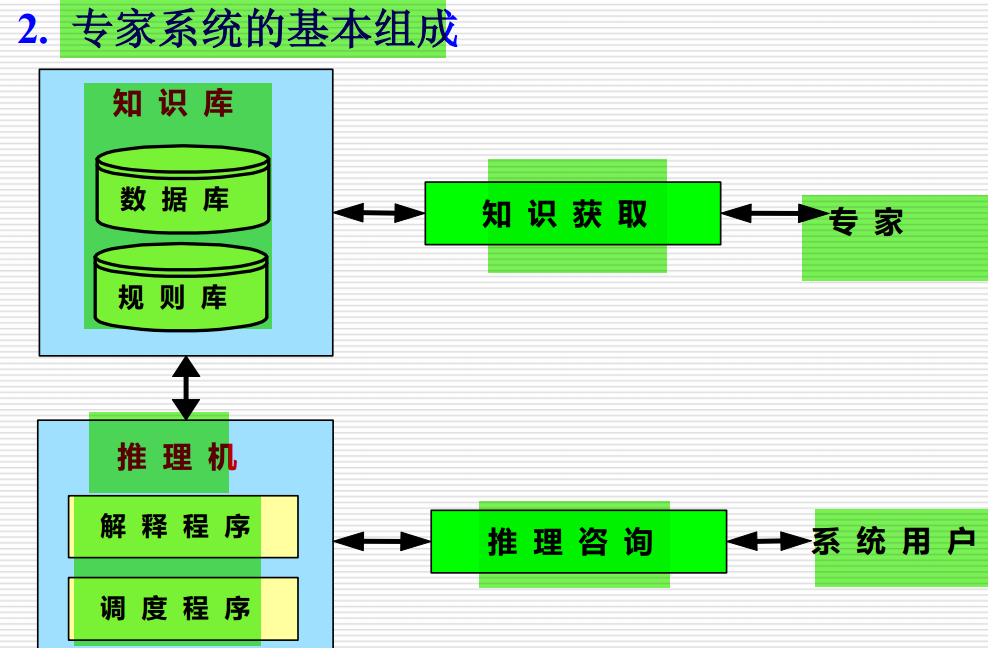 2. 专家系统的基本组成
知识库
数据库
规则库
知识获取
专家
推理机
解释程序
调度程序
推理咨询
系统用户